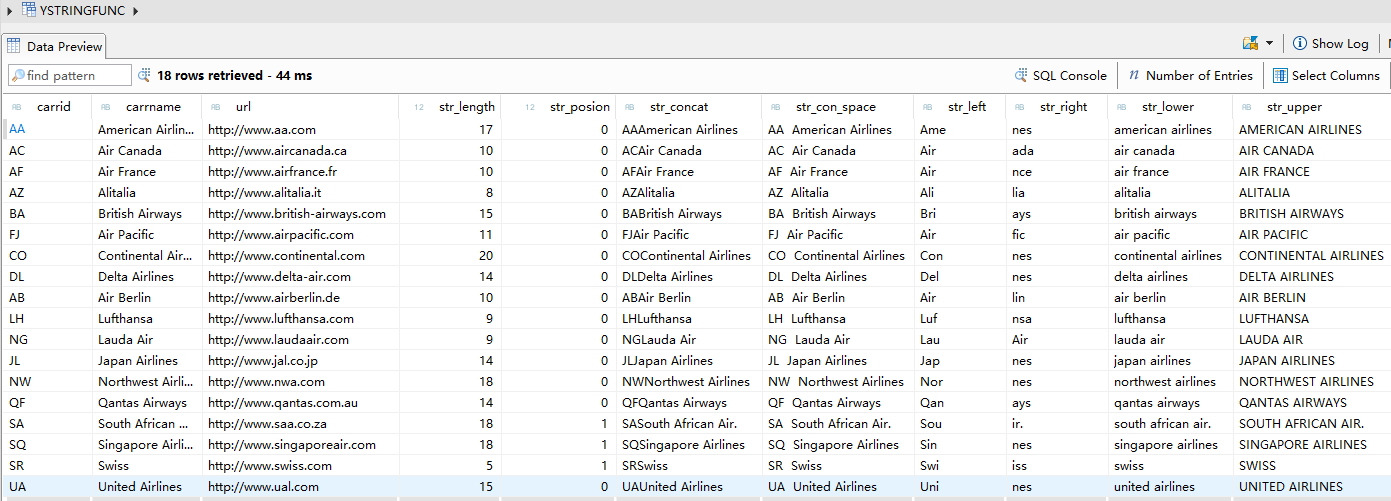 YSTRINGFUNC
Data Preview
Show Log
find pattern 18 rows retrieved - 44 ms SQL Console Number of Entries Select Columns
carrid carrname url str_length str_posion str_concat str_con_space str_left str_right str_lower str_upper
AA American Airlin... http://www.aa.com 17 0 AAAmerican Airlines AA American Airlines Ame nes american airlines AMERICAN AIRLINES
AC Air Canada http://www.aircanada.ca 10 0 ACAir Canada AC Air Canada Air ada air canada AIR CANADA
AF Air France http://www.airfrance.fr 10 0 AFAir France AF Air France Air nce air france AIR FRANCE
AZ Alitalia http://www.alitalia.it 8 0 AZAlitalia AZ Alitalia Ali lia alitalia ALITALIA
BA British Airways http://www.british-airways.com 15 0 BABritish Airways BA British Airways Bri ays british airways BRITISH AIRWAYS
FJ Air Pacific http://www.airpacific.com 11 0 FJAir Pacific FJ Air Pacific Air fic air pacific AIR PACIFIC
CO Continental Air... http://www.continental.com 20 0 COContinental Airlines CO Continental Airlines Con nes continental airlines CONTINENTAL AIRLINES
DL Delta Airlines http://www.delta-air.com 14 0 DLDelta Airlines DL Delta Airlines Del nes delta airlines DELTA AIRLINES
AB Air Berlin http://www.airberlin.de 10 0 ABAir Berlin AB Air Berlin Air lin air berlin AIR BERLIN
LH Lufthansa http://www.lufthansa.com 9 0 LHLufthansa LH Lufthansa Luf nsa lufthansa LUFTHANSA
NG Lauda Air http://www.laudaair.com 9 0 NGLauda Air NG Lauda Air Lau Air lauda air LAUDA AIR
JL Japan Airlines http://www.jal.co.jp 14 0 JLJapan Airlines JL Japan Airlines Jap nes japan airlines JAPAN AIRLINES
NW Northwest Airli... http://www.nwa.com 18 0 NWNorthwest Airlines NW Northwest Airlines Nor nes northwest airlines NORTHWEST AIRLINES
QF Qantas Airways http://www.qantas.com.au 14 0 QFQantas Airways QF Qantas Airways Qan ays qantas airways QANTAS AIRWAYS
SA South African ... http://www.saa.co.za 18 1 SASouth African Air. SA South African Air. Sou ir. south african air. SOUTH AFRICAN AIR.
SQ Singapore Airli... http://www.singaporeair.com 18 1 SQSingapore Airlines SQ Singapore Airlines Sin nes singapore airlines SINGAPORE AIRLINES
SR Swiss http://www.swiss.com 5 1 SRSwiss SR Swiss Swi iss swiss SWISS
UA United Airlines http://www.ual.com 15 0 UAUnited Airlines UA United Airlines Uni nes united airlines UNITED AIRLINES